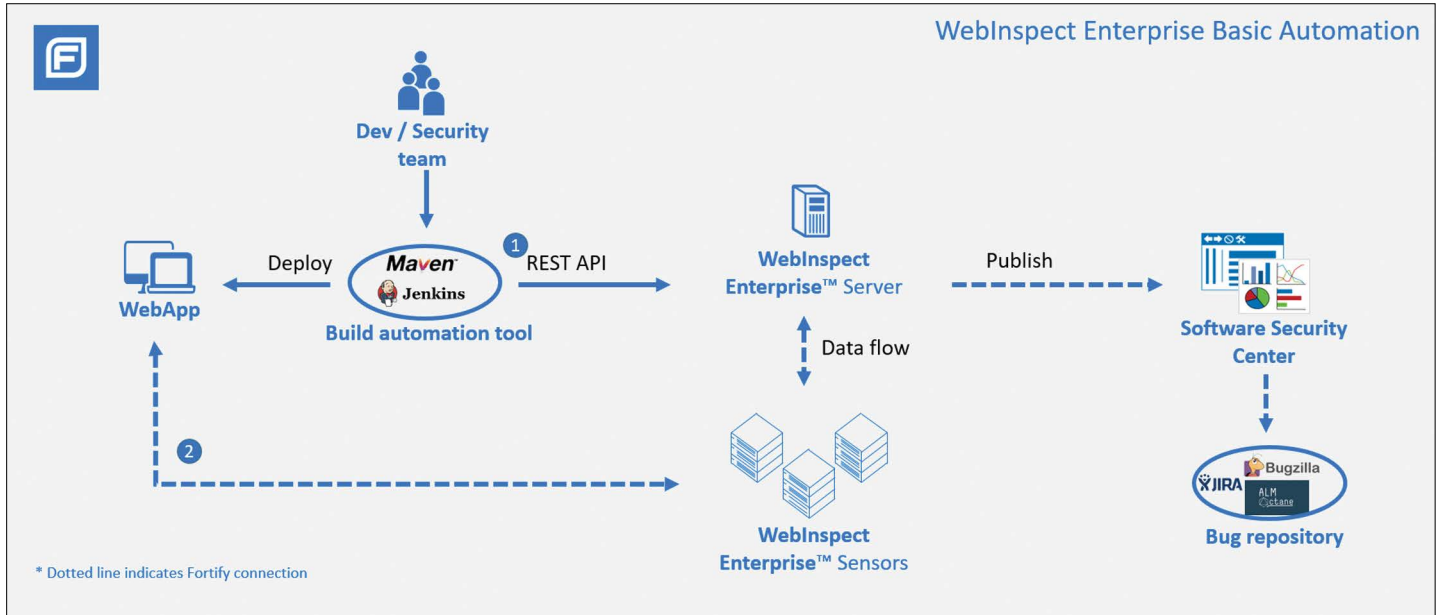 WebInspect Enterprise Basic Automation
F
Dev / Security
team
1
Deploy
Maven™
REST API
Jenkins
Build automation tool
WebApp
WebInspect
Enterprise™ Server
Publish
Software Security
Center
Data flow
2
Bugzilla
JIRA
ALM
Octane
Bug repository
WebInspect
Enterprise™ Sensors
* Dotted line indicates Fortify connection